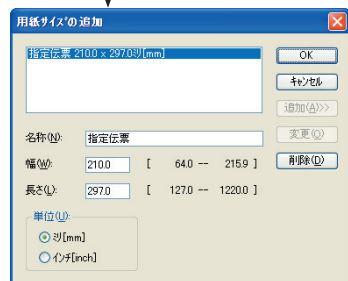 用紙ｻｲｽﾞの追加
指定伝票 210.0 x 297.0ﾐﾘ[mm]
OK
ｷｬﾝｾﾙ
追加(A)>>
名称(N): 指定伝票
変更(O)
幅(W): 210.0 [ 64.0 -- 215.9 ]
削除(D)
長さ(L): 297.0 [ 127.0 -- 1220.0 ]
単位(U):
ﾐﾘ[mm]
ｲﾝﾁ[inch]